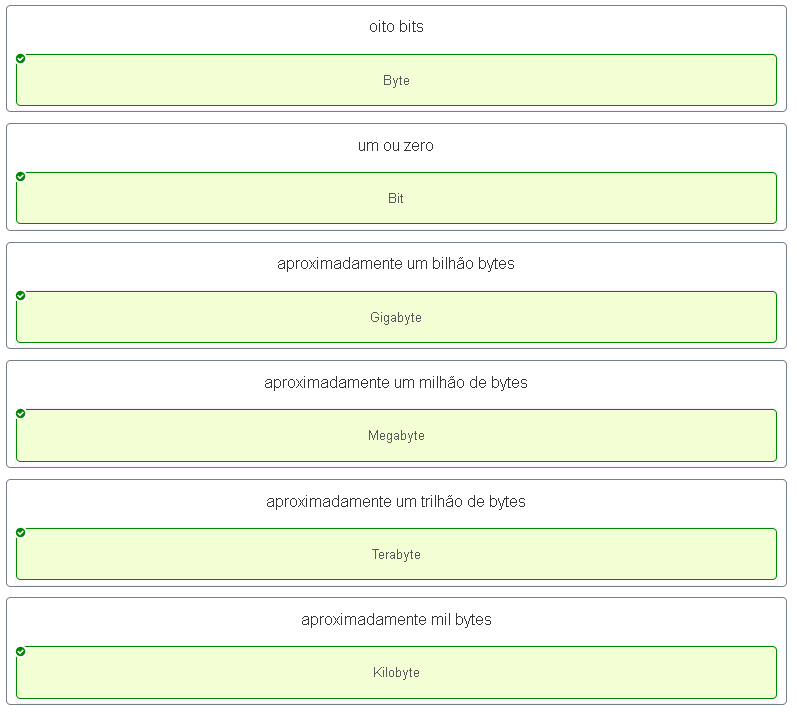 oito bits
Byte
um ou zero
Bit
aproximadamente um bilhão bytes
Gigabyte
aproximadamente um milhão de bytes
Megabyte
aproximadamente um trilhão de bytes
Terabyte
aproximadamente mil bytes
Kilobyte